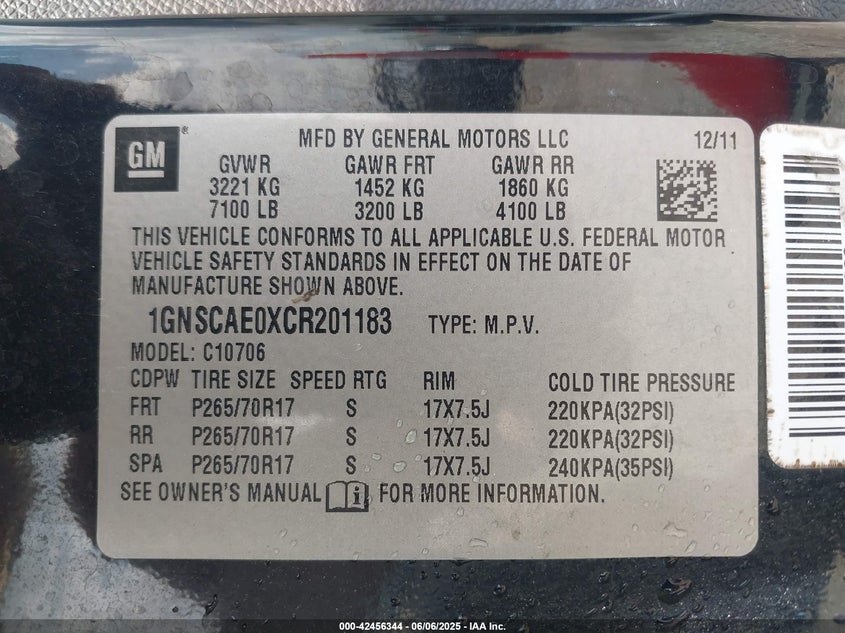 GM ®
MFD BY GENERAL MOTORS LLC 12/11
GVWR GAWR FRT GAWR RR
3221 KG 1452 KG 1860 KG
7100 LB 3200 LB 4100 LB
THIS VEHICLE CONFORMS TO ALL APPLICABLE U.S. FEDERAL MOTOR
VEHICLE SAFETY STANDARDS IN EFFECT ON THE DATE OF
MANUFACTURE SHOWN ABOVE.
1GNSCAE0XCR201183 TYPE: M.P.V.
MODEL: C10706
CDPW TIRE SIZE SPEED RTG RIM COLD TIRE PRESSURE
FRT P265/70R17 S 17X7.5J 220KPA(32PSI)
RR P265/70R17 S 17X7.5J 220KPA(32PSI)
SPA P265/70R17 S 17X7.5J 240KPA(35PSI)
SEE OWNER'S MANUAL i FOR MORE INFORMATION.
000-42456344 - 06/06/2025 - IAA Inc.